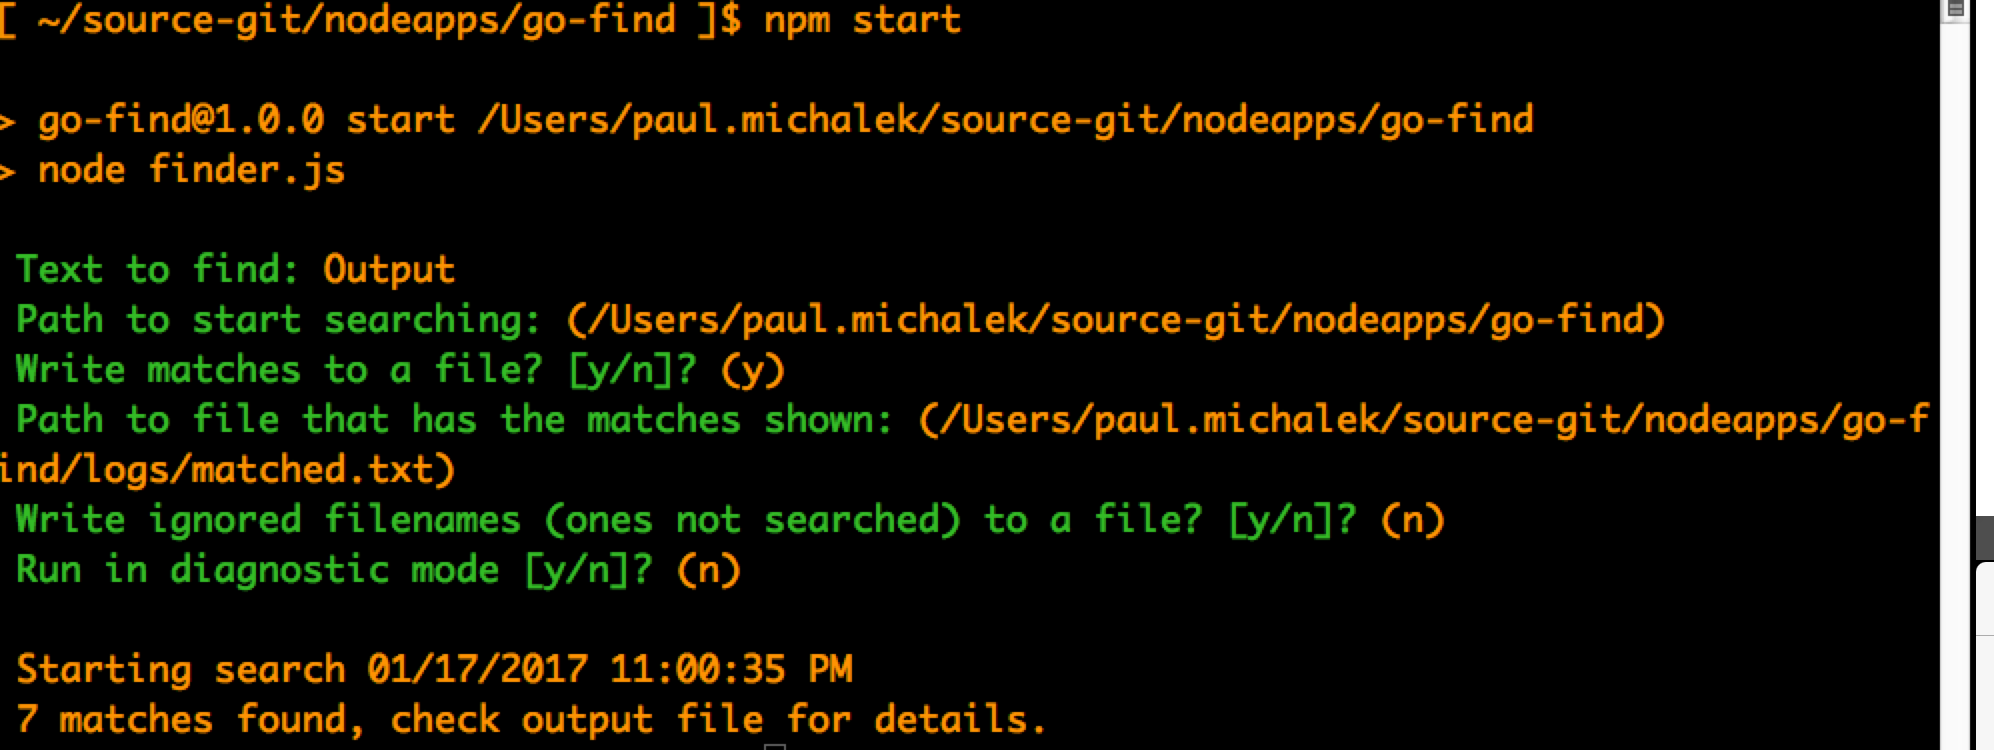 [ ~/source-git/nodeapps/go-find ]$ npm start
> go-find@1.0.0 start /Users/paul.michalek/source-git/nodeapps/go-find
> node finder.js
Text to find: Output
Path to start searching: (/Users/paul.michalek/source-git/nodeapps/go-find)
Write matches to a file? [y/n]? (y)
Path to file that has the matches shown: (/Users/paul.michalek/source-git/nodeapps/go-f
ind/logs/matched.txt)
Write ignored filenames (ones not searched) to a file? [y/n]? (n)
Run in diagnostic mode [y/n]? (n)
Starting search 01/17/2017 11:00:35 PM
7 matches found, check output file for details.